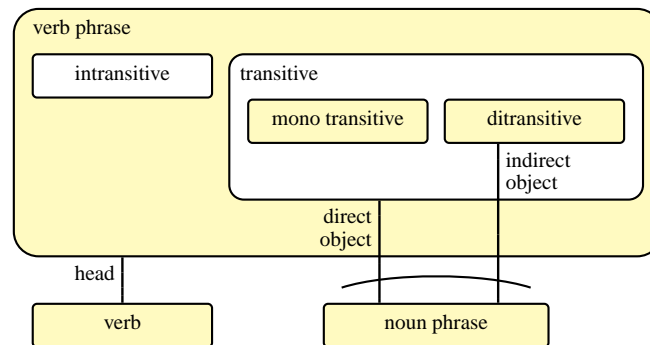 verb phrase
intransitive
transitive
mono transitive
ditransitive
indirect
object
direct
object
head
verb
noun phrase